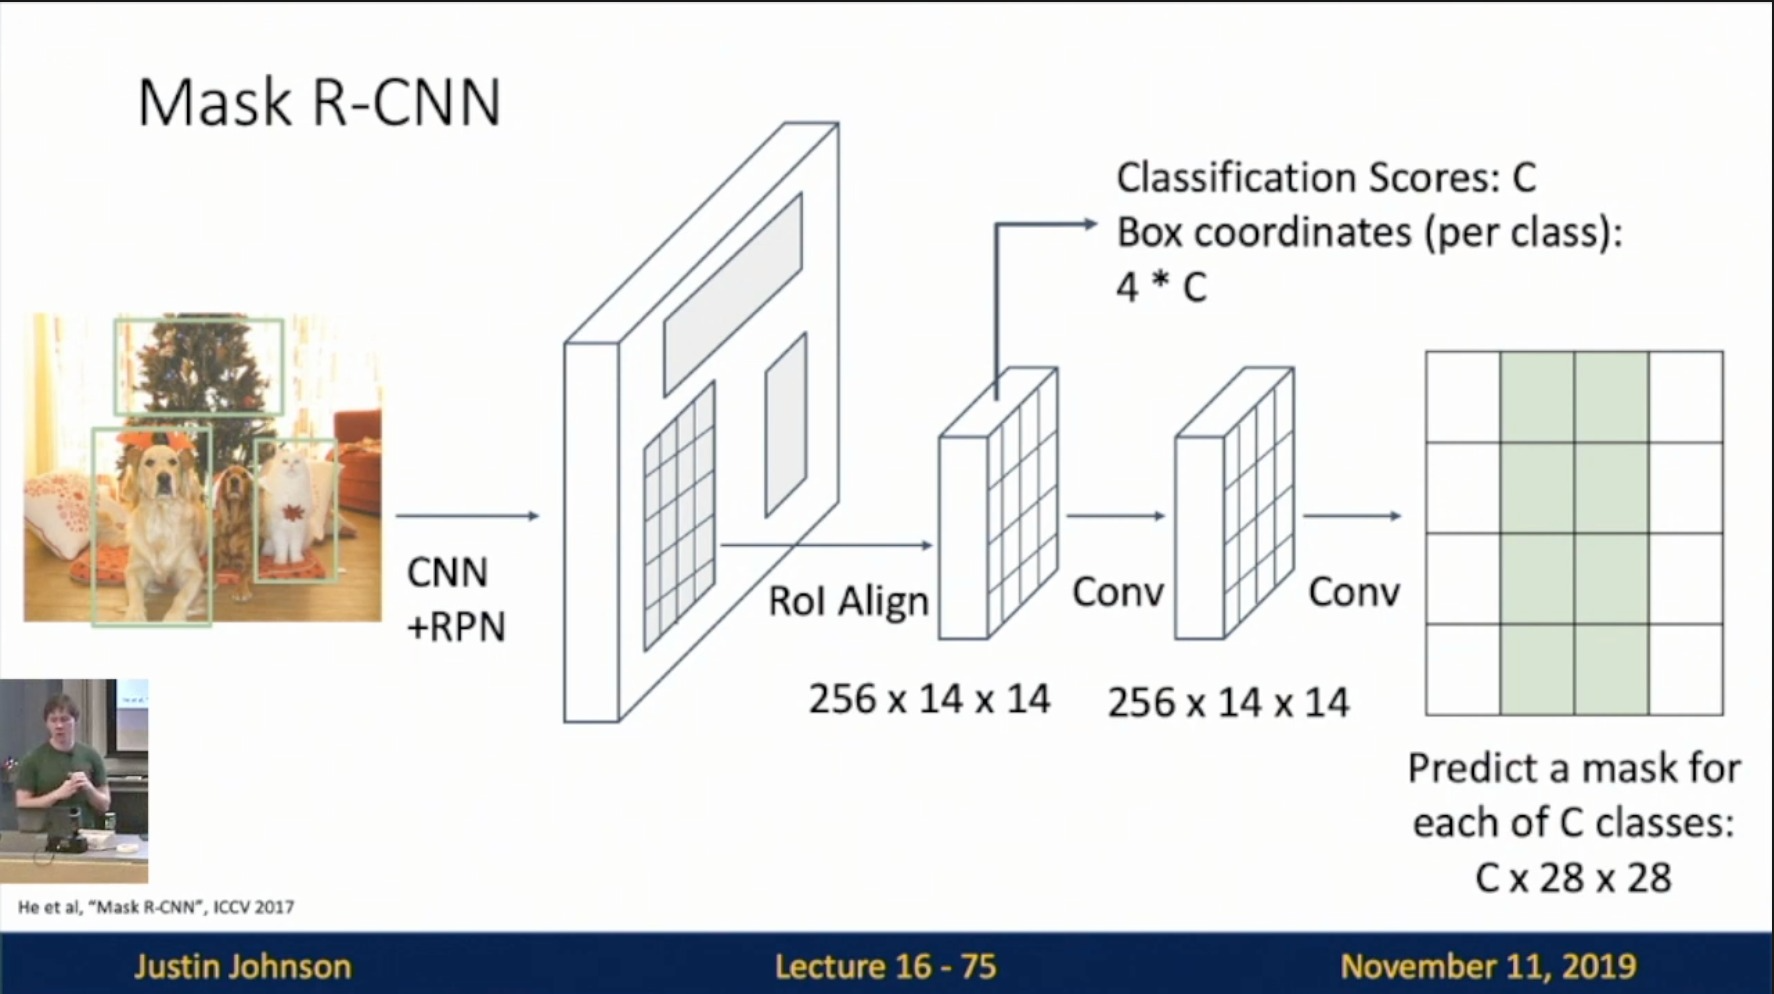 Mask R-CNN
Classification Scores: C
Box coordinates (per class):
4 * C
CNN
+RPN
RoI Align
Conv
Conv
256 x 14 x 14
256 x 14 x 14
Predict a mask for
each of C classes:
C x 28 x 28
He et al, “Mask R-CNN”, ICCV 2017
Justin Johnson
Lecture 16 - 75
November 11, 2019